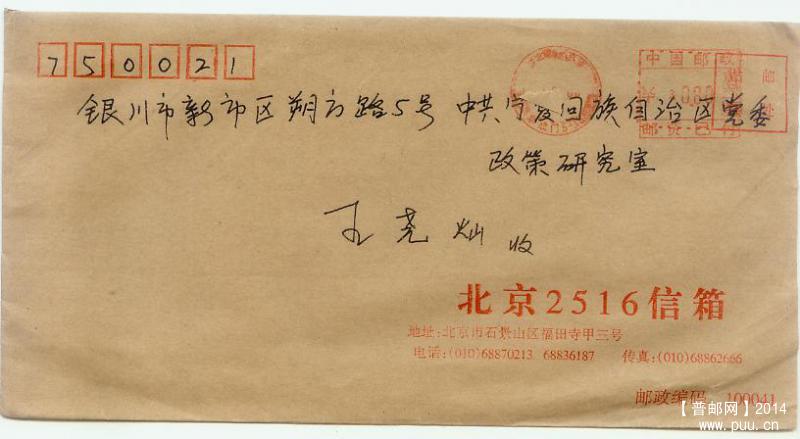 750021
中国邮政
邮资已付
银川市新市区朔方路5号 中共宁夏回族自治区党委
政策研究室
王尧灿 收
北京2516信箱
地址:北京市石景山区福田寺甲三号
电话:(010)68870213 68836187 传真:(010)68862666
邮政编码 100041
【普邮网】2014
www.puu.cn